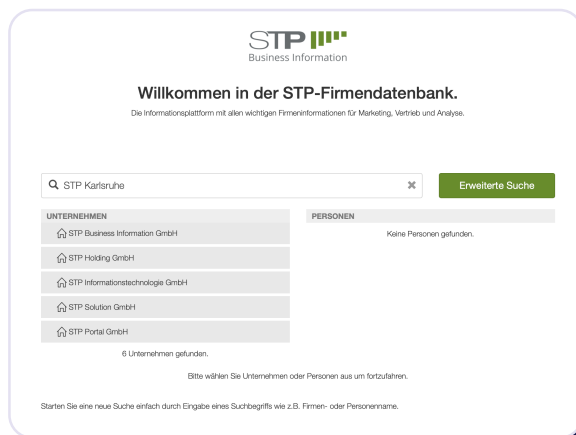 STP
Business Information
Willkommen in der STP-Firmendatenbank.
Die Informationsplattform mit allen wichtigen Firmeninformationen für Marketing, Vertrieb und Analyse.
STP Karlsruhe
Erweiterte Suche
UNTERNEHMEN
STP Business Information GmbH
STP Holding GmbH
STP Informationstechnologie GmbH
STP Solution GmbH
STP Portal GmbH
6 Unternehmen gefunden.
PERSONEN
Keine Personen gefunden.
Bitte wählen Sie Unternehmen oder Personen aus um fortzufahren.
Starten Sie eine neue Suche einfach durch Eingabe eines Suchbegriffs wie z.B. Firmen- oder Personenname.